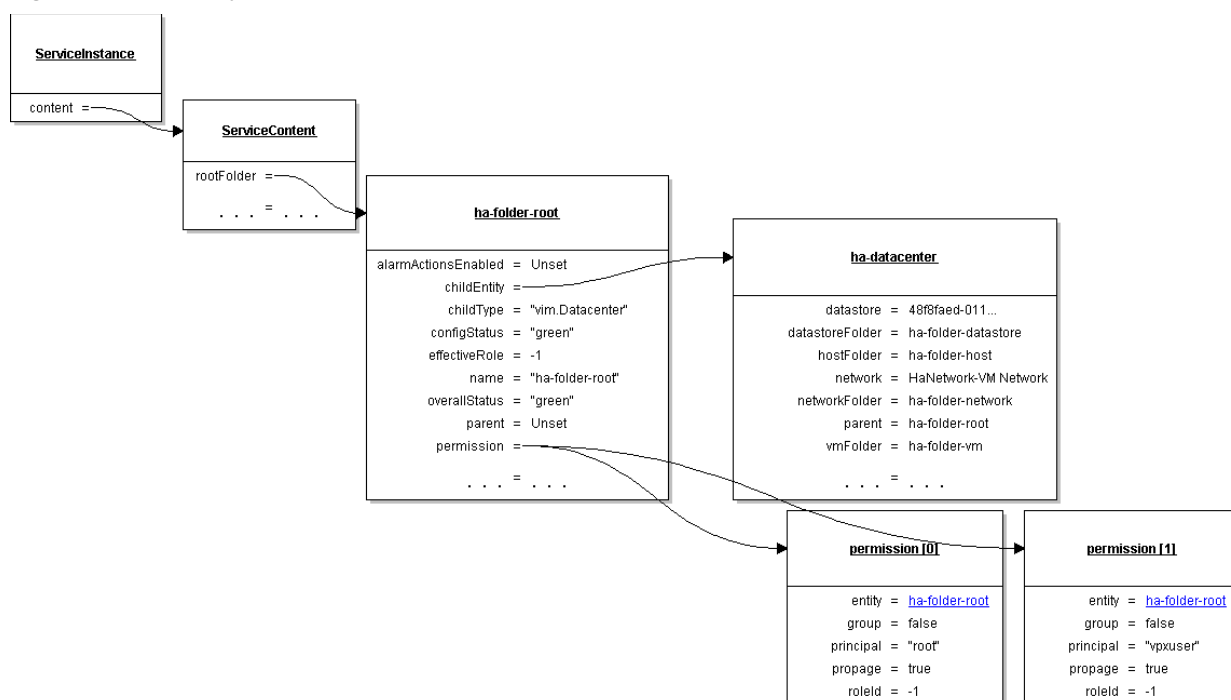 ServiceInstance
content =
ServiceContent
rootFolder =
. . . = . . .
ha-folder-root
alarmActionsEnabled = Unset
childEntity =
childType = "vim.Datacenter"
configStatus = "green"
effectiveRole = -1
name = "ha-folder-root"
overallStatus = "green"
parent = Unset
permission =
. . . = . . .
ha-datacenter
datastore = 48f8faed-011...
datastoreFolder = ha-folder-datastore
hostFolder = ha-folder-host
network = HaNetwork-VM Network
networkFolder = ha-folder-network
parent = ha-folder-root
vmFolder = ha-folder-vm
. . . = . . .
permission [0]
entity = ha-folder-root
group = false
principal = "root"
propage = true
roleId = -1
permission [1]
entity = ha-folder-root
group = false
principal = "vpxuser"
propage = true
roleId = -1